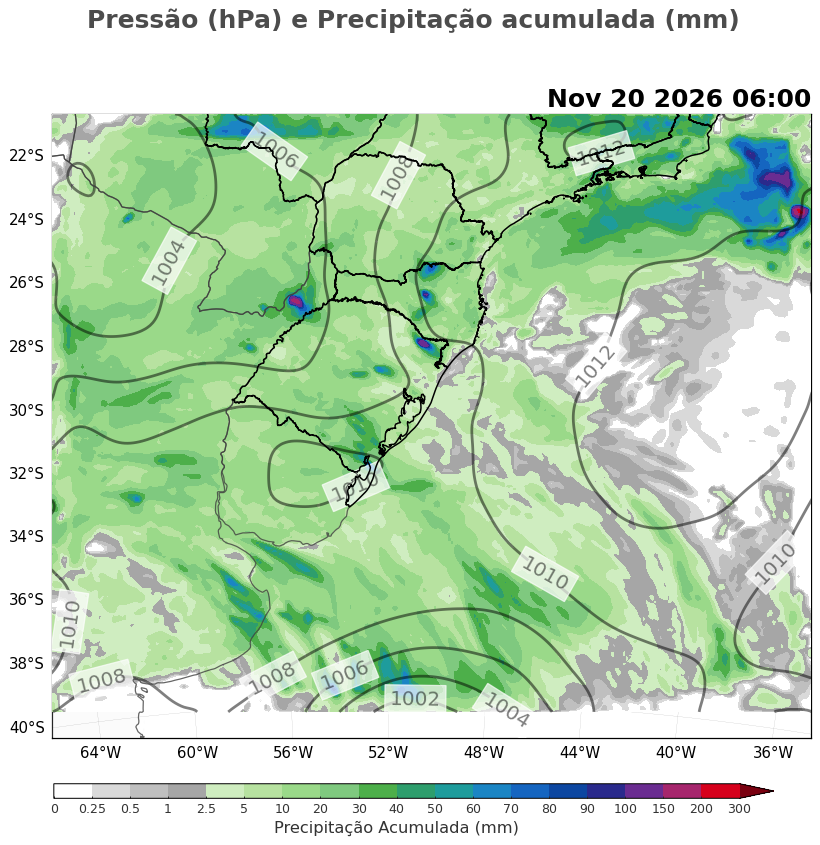 Pressão (hPa) e Precipitação acumulada (mm)
Nov 20 2026 06:00
22°S
24°S
26°S
28°S
30°S
32°S
34°S
36°S
38°S
40°S
1006
1008
1012
1004
1012
1010
1010
1010
1010
1008
1008
1006
1002
1004
64°W 60°W 56°W 52°W 48°W 44°W 40°W 36°W
0 0.25 0.5 1 2.5 5 10 20 30 40 50 60 70 80 90 100 150 200 300
Precipitação Acumulada (mm)